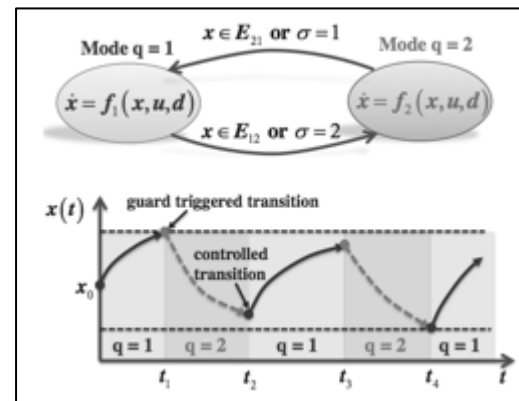 Mode q = 1
x ∈ E₂₁ or σ = 1
Mode q = 2
ẋ = f₁(x,u,d)
ẋ = f₂(x,u,d)
x ∈ E₁₂ or σ = 2
x(t)
guard triggered transition
controlled
transition
x₀
q = 1
q = 2
q = 1
q = 2
q = 1
t₁
t₂
t₃
t₄
t